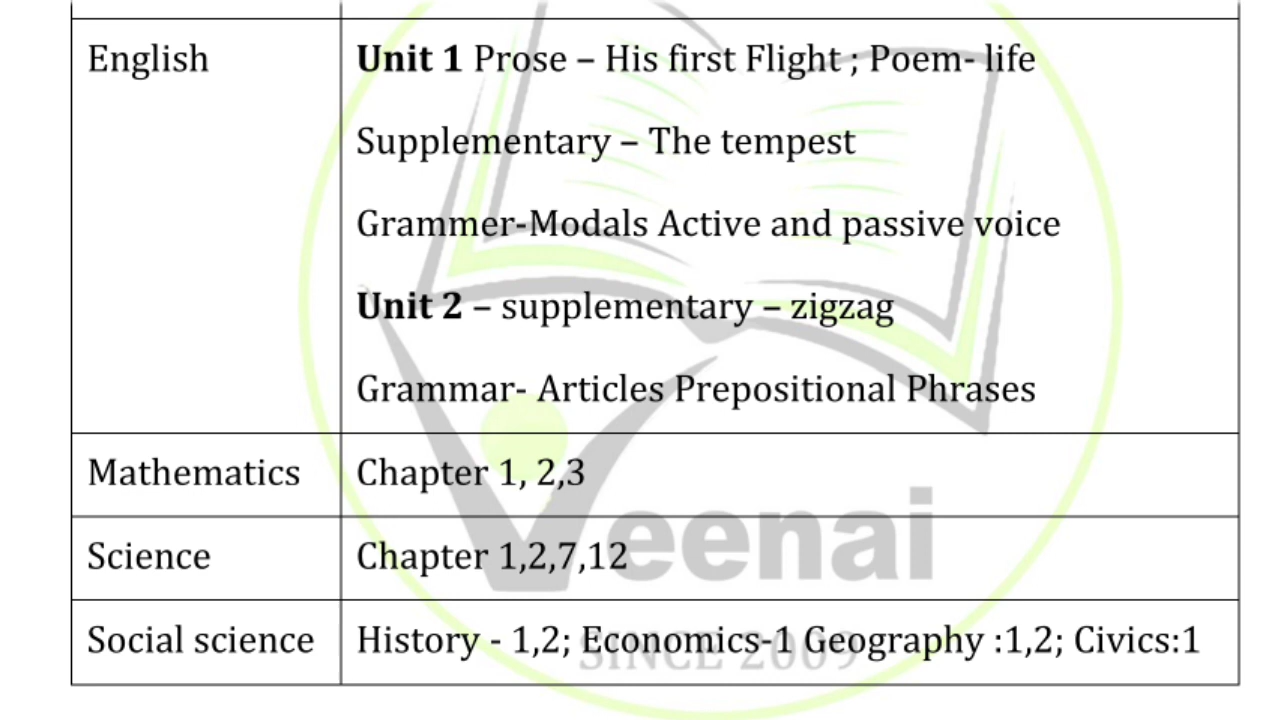 English
Unit 1 Prose – His first Flight ; Poem- life
Supplementary – The tempest
Grammer-Modals Active and passive voice
Unit 2 – supplementary – zigzag
Grammar- Articles Prepositional Phrases
Mathematics
Chapter 1, 2,3
Science
Chapter 1,2,7,12
Social science
History - 1,2; Economics-1 Geography :1,2; Civics:1
Veenai
SINCE 2009